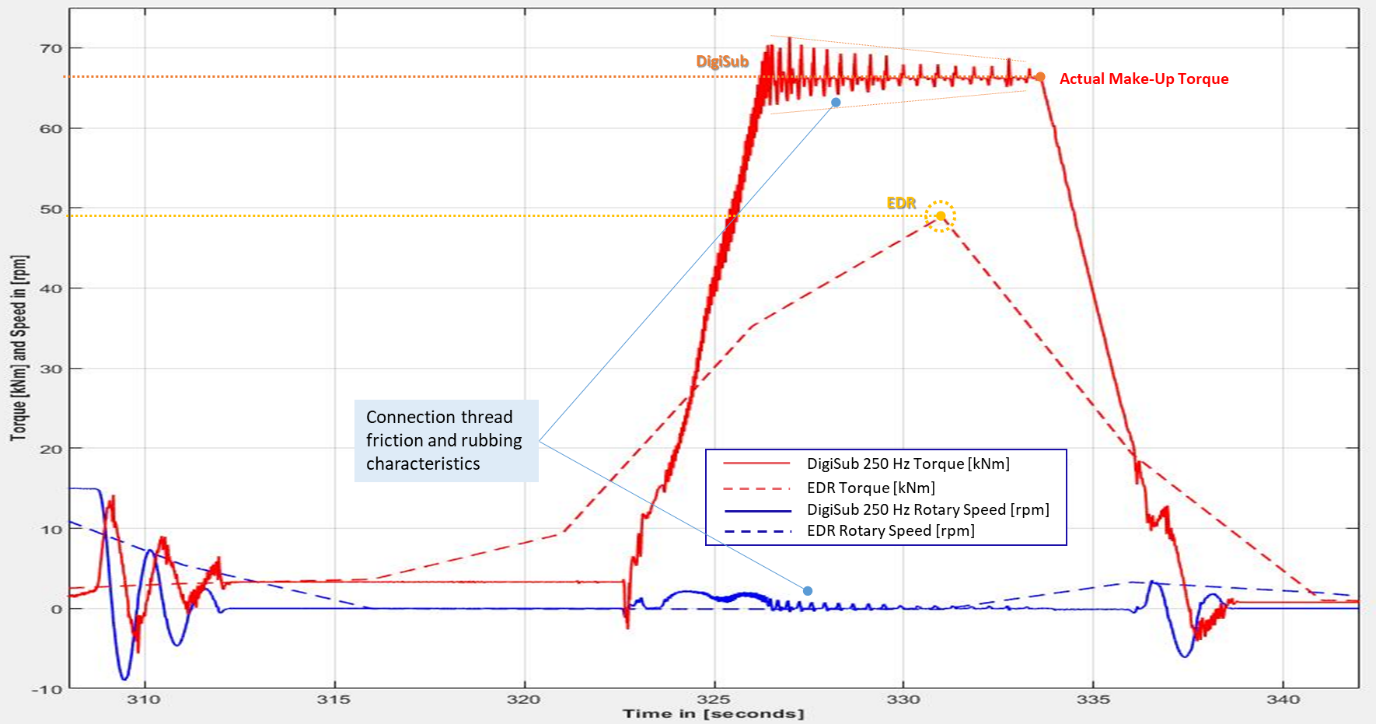 70
60
50
40
30
20
10
0
-10
310
315
320
325
330
335
340
Torque [kNm] and Speed in [rpm]
Time in [seconds]
DigiSub
Actual Make-Up Torque
EDR
Connection thread
friction and rubbing
characteristics
DigiSub 250 Hz Torque [kNm]
EDR Torque [kNm]
DigiSub 250 Hz Rotary Speed [rpm]
EDR Rotary Speed [rpm]